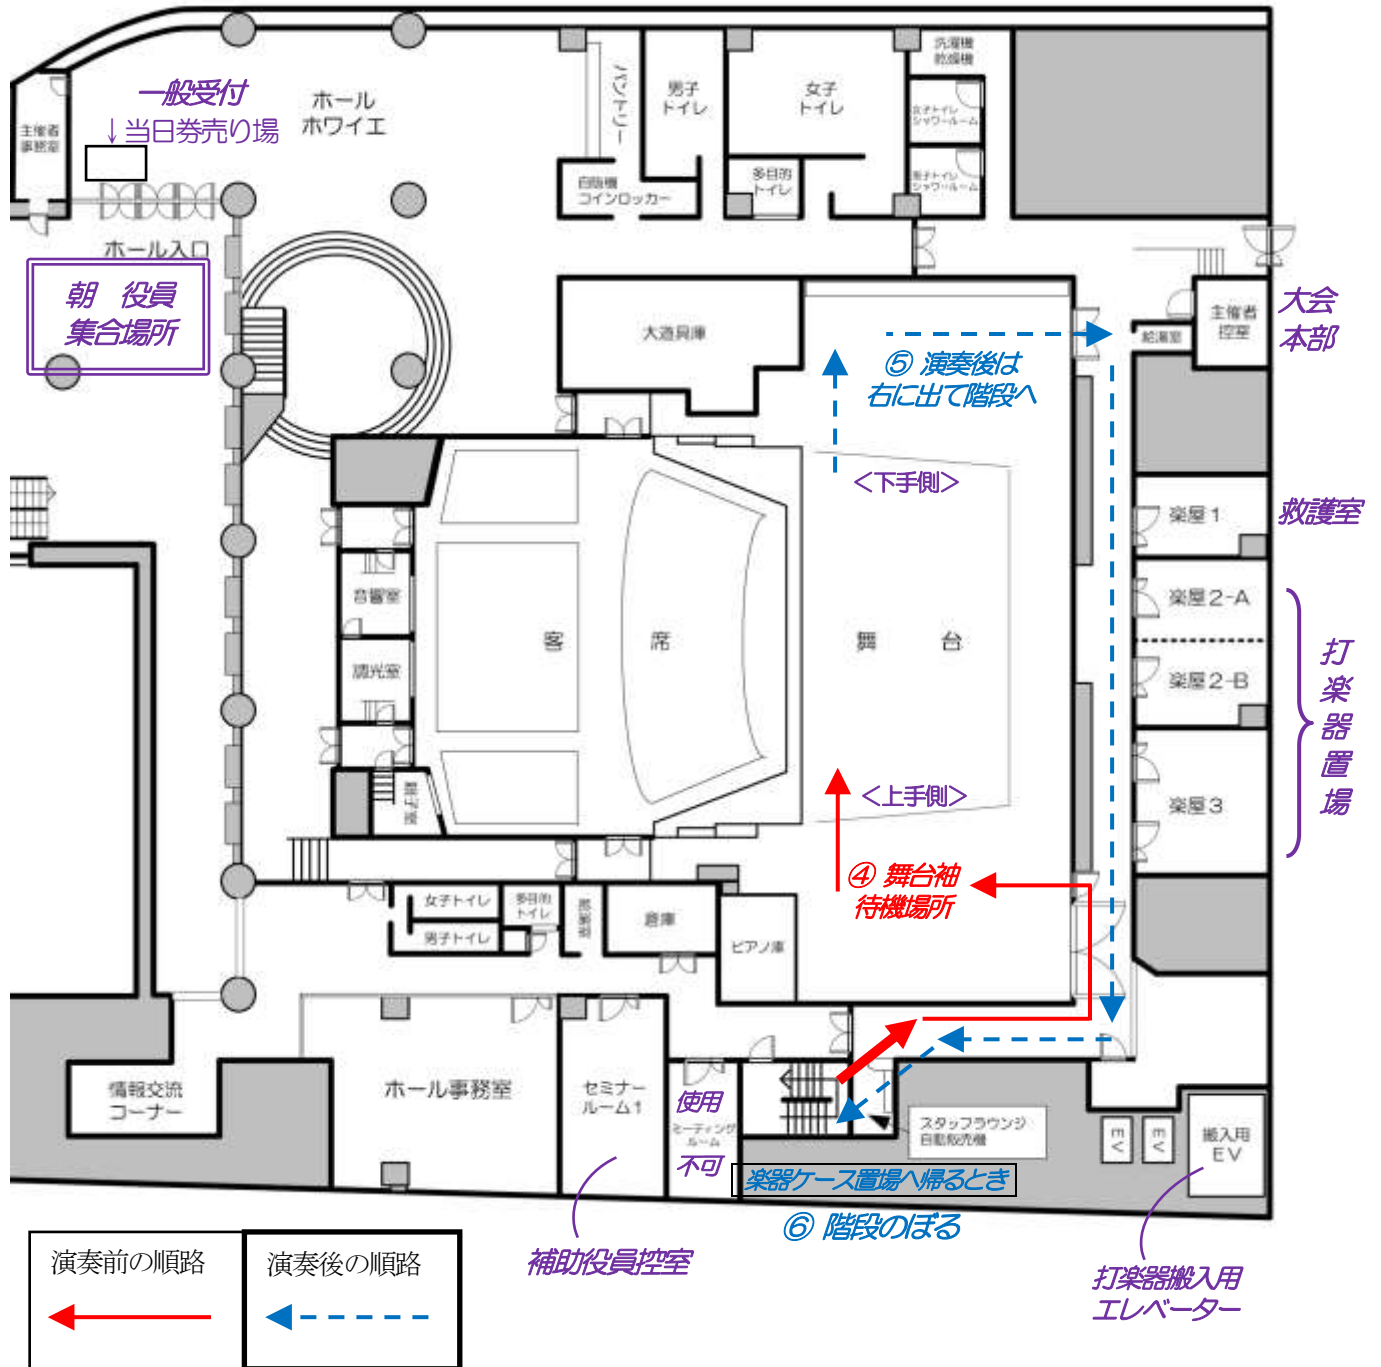 一般受付
↓当日券売り場
主催者
事務室
ホール
ホワイエ
パントリー
男子
トイレ
女子
トイレ
洗濯機
乾燥機
女子トイレ
シャワールーム
男子トイレ
シャワールーム
自販機
コインロッカー
多目的
トイレ
ホール入口
朝 役員
集合場所
大道具庫
⑤ 演奏後は
右に出て階段へ
給湯室
主催者
控室
大会
本部
<下手側>
楽屋1
救護室
楽屋2-A
楽屋2-B
楽屋3
打
楽
器
置
場
音響室
調光室
客席
舞台
<上手側>
④ 舞台袖
待機場所
女子トイレ
男子トイレ
多目的
トイレ
倉庫
ピアノ庫
情報交流
コーナー
ホール事務室
セミナー
ルーム1
使用
ミーティング
ルーム
不可
スタッフラウンジ
自動販売機
EV
EV
搬入用
EV
楽器ケース置場へ帰るとき
⑥ 階段のぼる
補助役員控室
打楽器搬入用
エレベーター
演奏前の順路
演奏後の順路